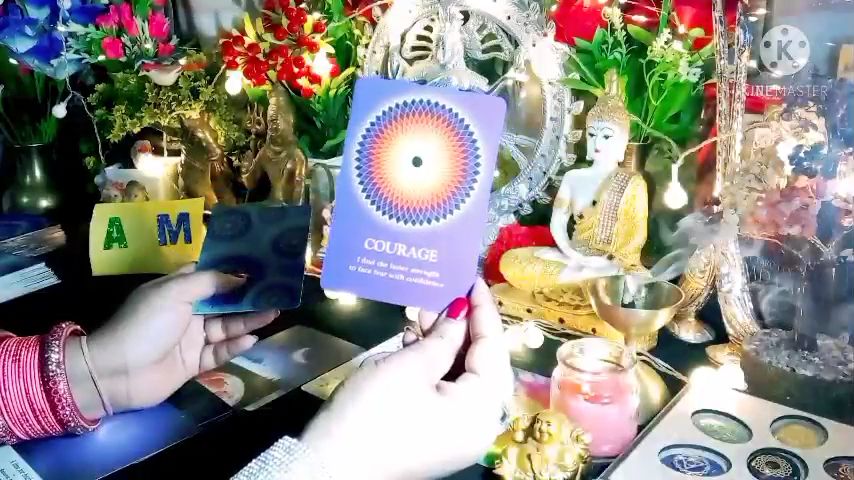 K
KINEMASTER
A M
COURAGE
I find the inner strength
to face fear with confidence.